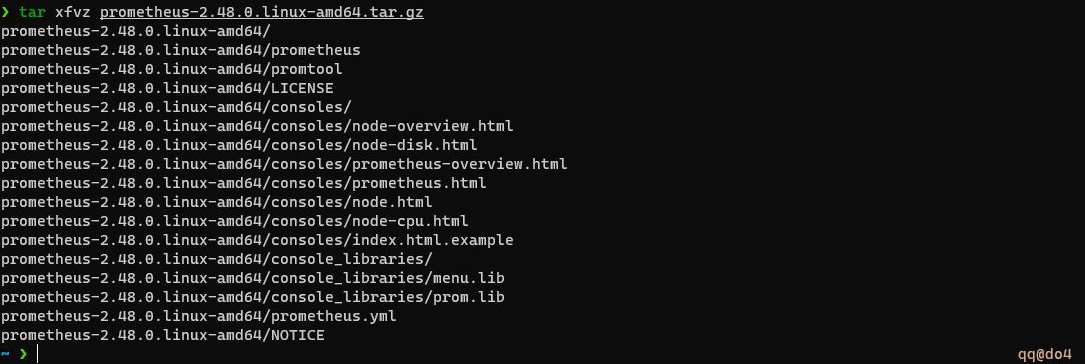 ❯ tar xfvz prometheus-2.48.0.linux-amd64.tar.gz
prometheus-2.48.0.linux-amd64/
prometheus-2.48.0.linux-amd64/prometheus
prometheus-2.48.0.linux-amd64/promtool
prometheus-2.48.0.linux-amd64/LICENSE
prometheus-2.48.0.linux-amd64/consoles/
prometheus-2.48.0.linux-amd64/consoles/node-overview.html
prometheus-2.48.0.linux-amd64/consoles/node-disk.html
prometheus-2.48.0.linux-amd64/consoles/prometheus-overview.html
prometheus-2.48.0.linux-amd64/consoles/prometheus.html
prometheus-2.48.0.linux-amd64/consoles/node.html
prometheus-2.48.0.linux-amd64/consoles/node-cpu.html
prometheus-2.48.0.linux-amd64/consoles/index.html.example
prometheus-2.48.0.linux-amd64/console_libraries/
prometheus-2.48.0.linux-amd64/console_libraries/menu.lib
prometheus-2.48.0.linux-amd64/console_libraries/prom.lib
prometheus-2.48.0.linux-amd64/prometheus.yml
prometheus-2.48.0.linux-amd64/NOTICE
~ ❯ qq@do4